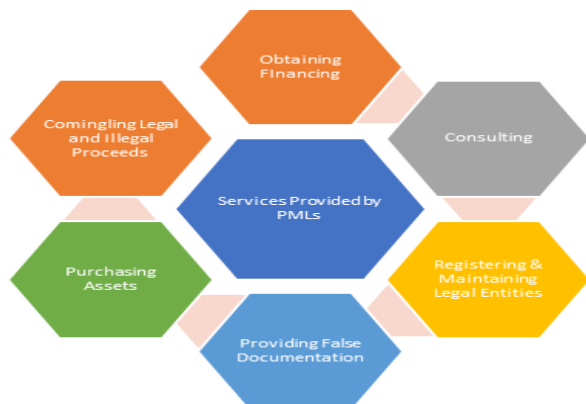 Obtaining
FInancing
Consulting
Registering &
Maintaining
Legal Entities
Providing False
Documentation
Purchasing
Assets
Comingling Legal
and Illegal
Proceeds
Services Provided by
PMLs